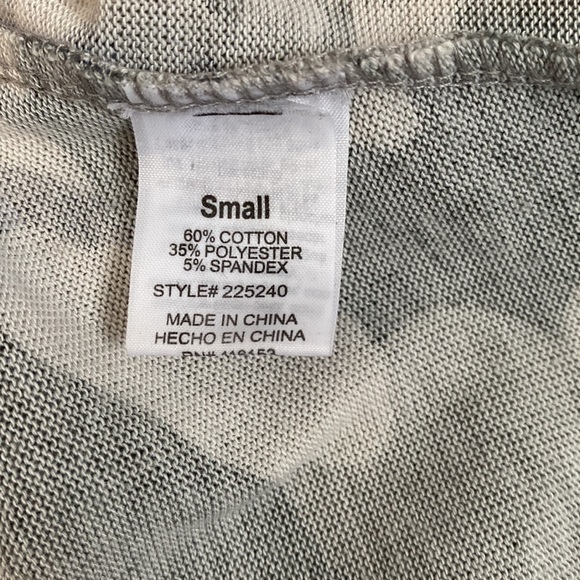 Small
60% COTTON
35% POLYESTER
5% SPANDEX
STYLE# 225240
MADE IN CHINA
HECHO EN CHINA